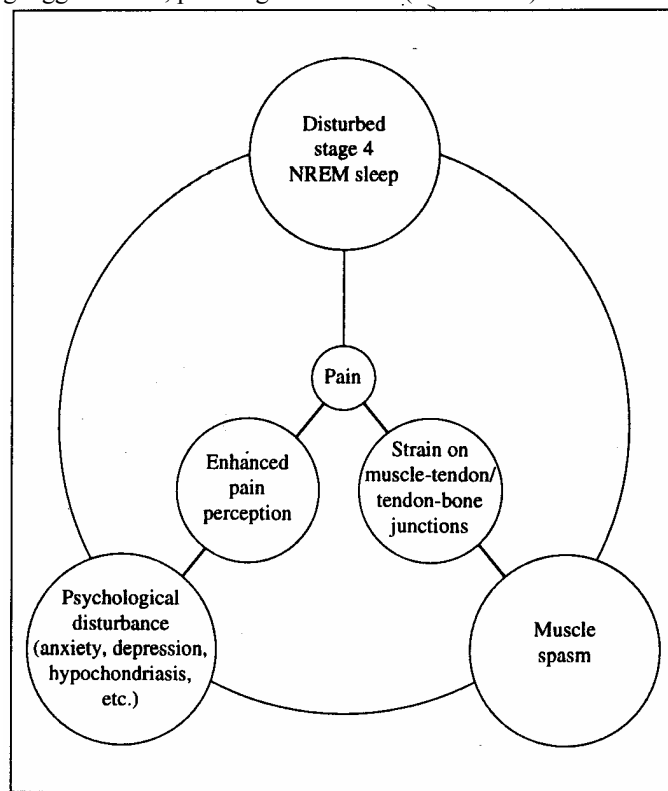 Disturbed
stage 4
NREM sleep
Pain
Enhanced
pain
perception
Strain on
muscle-tendon/
tendon-bone
junctions
Psychological
disturbance
(anxiety, depression,
hypochondriasis,
etc.)
Muscle
spasm